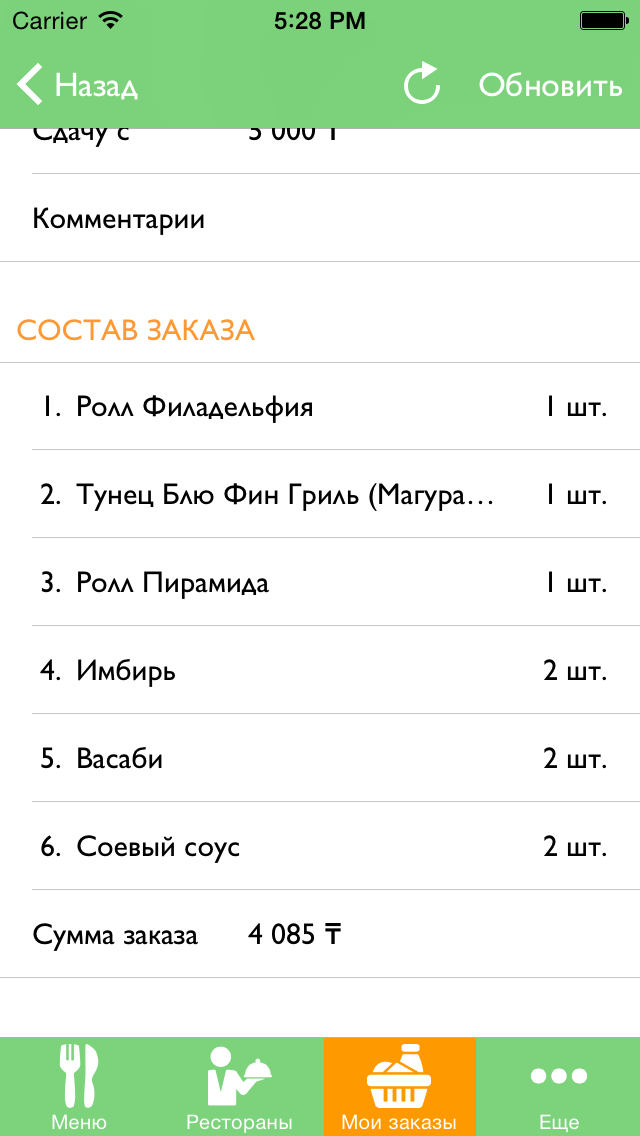 Carrier 5:28 PM
Назад Обновить
Сдачу с 5 000 ₸
Комментарии
СОСТАВ ЗАКАЗА
1. Ролл Филадельфия 1 шт.
2. Тунец Блю Фин Гриль (Магура... 1 шт.
3. Ролл Пирамида 1 шт.
4. Имбирь 2 шт.
5. Васаби 2 шт.
6. Соевый соус 2 шт.
Сумма заказа 4 085 ₸
Меню Рестораны Мои заказы Еще